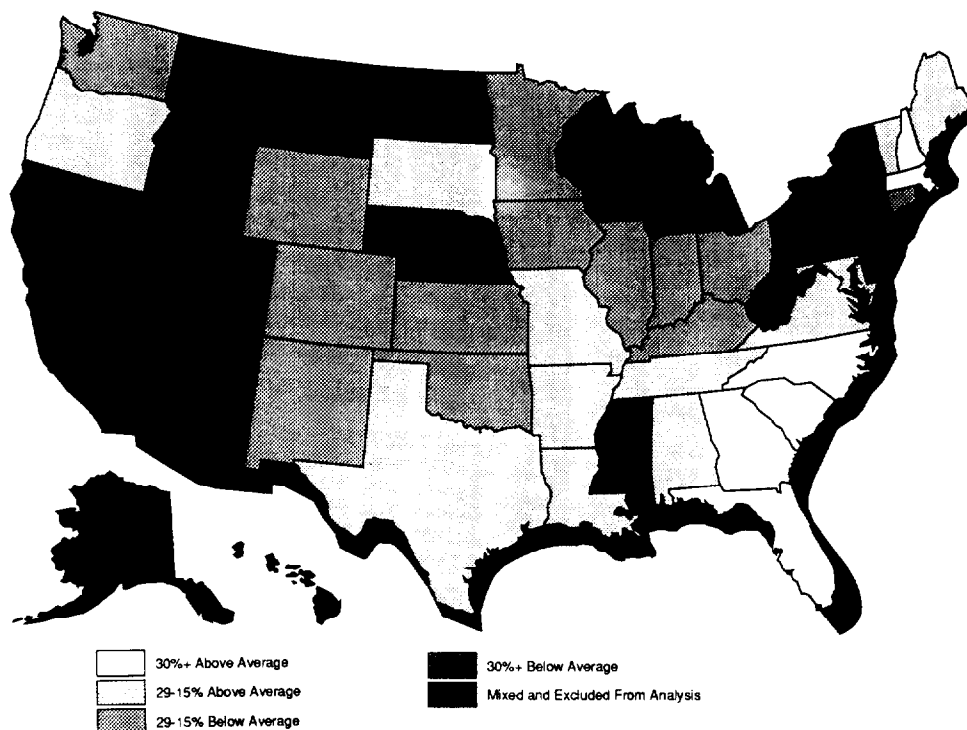 30%+ Above Average
29-15% Above Average
29-15% Below Average
30%+ Below Average
Mixed and Excluded From Analysis